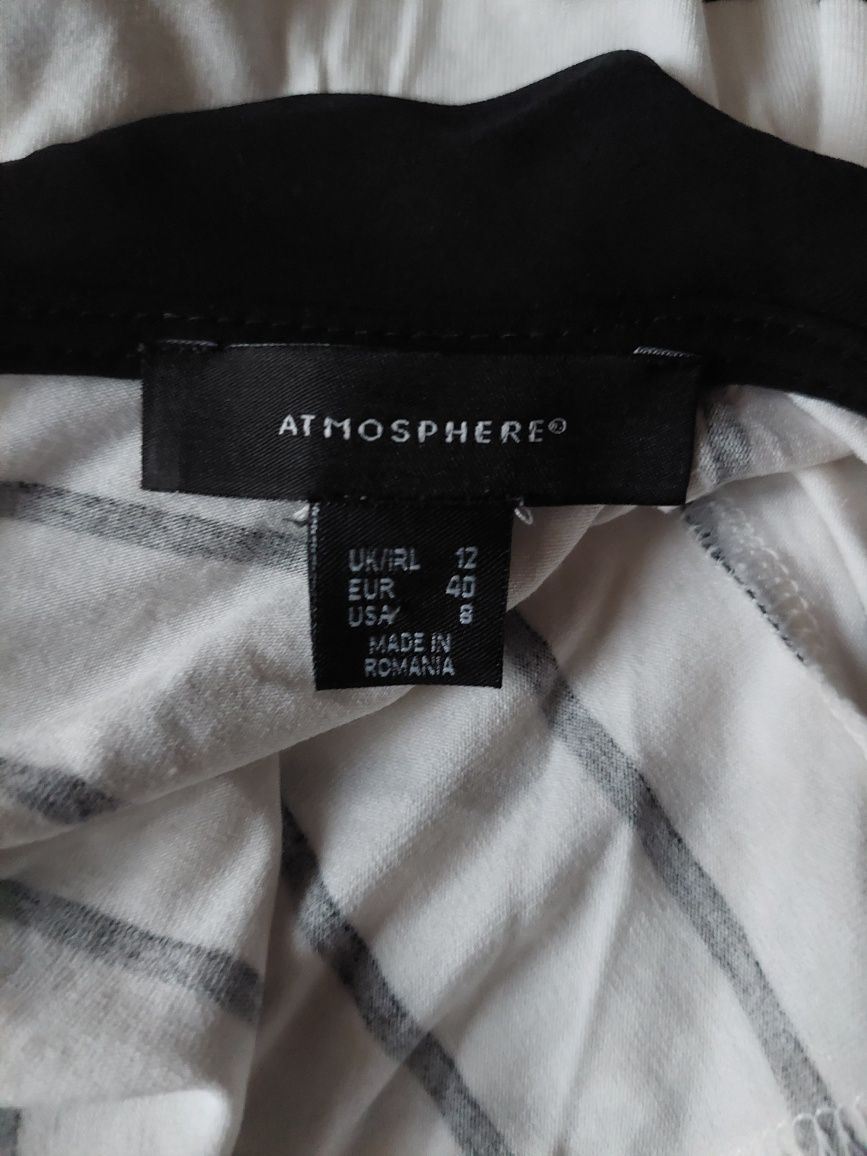 ATMOSPHERE®
UK/IRL 12
EUR 40
USA 8
MADE IN
ROMANIA